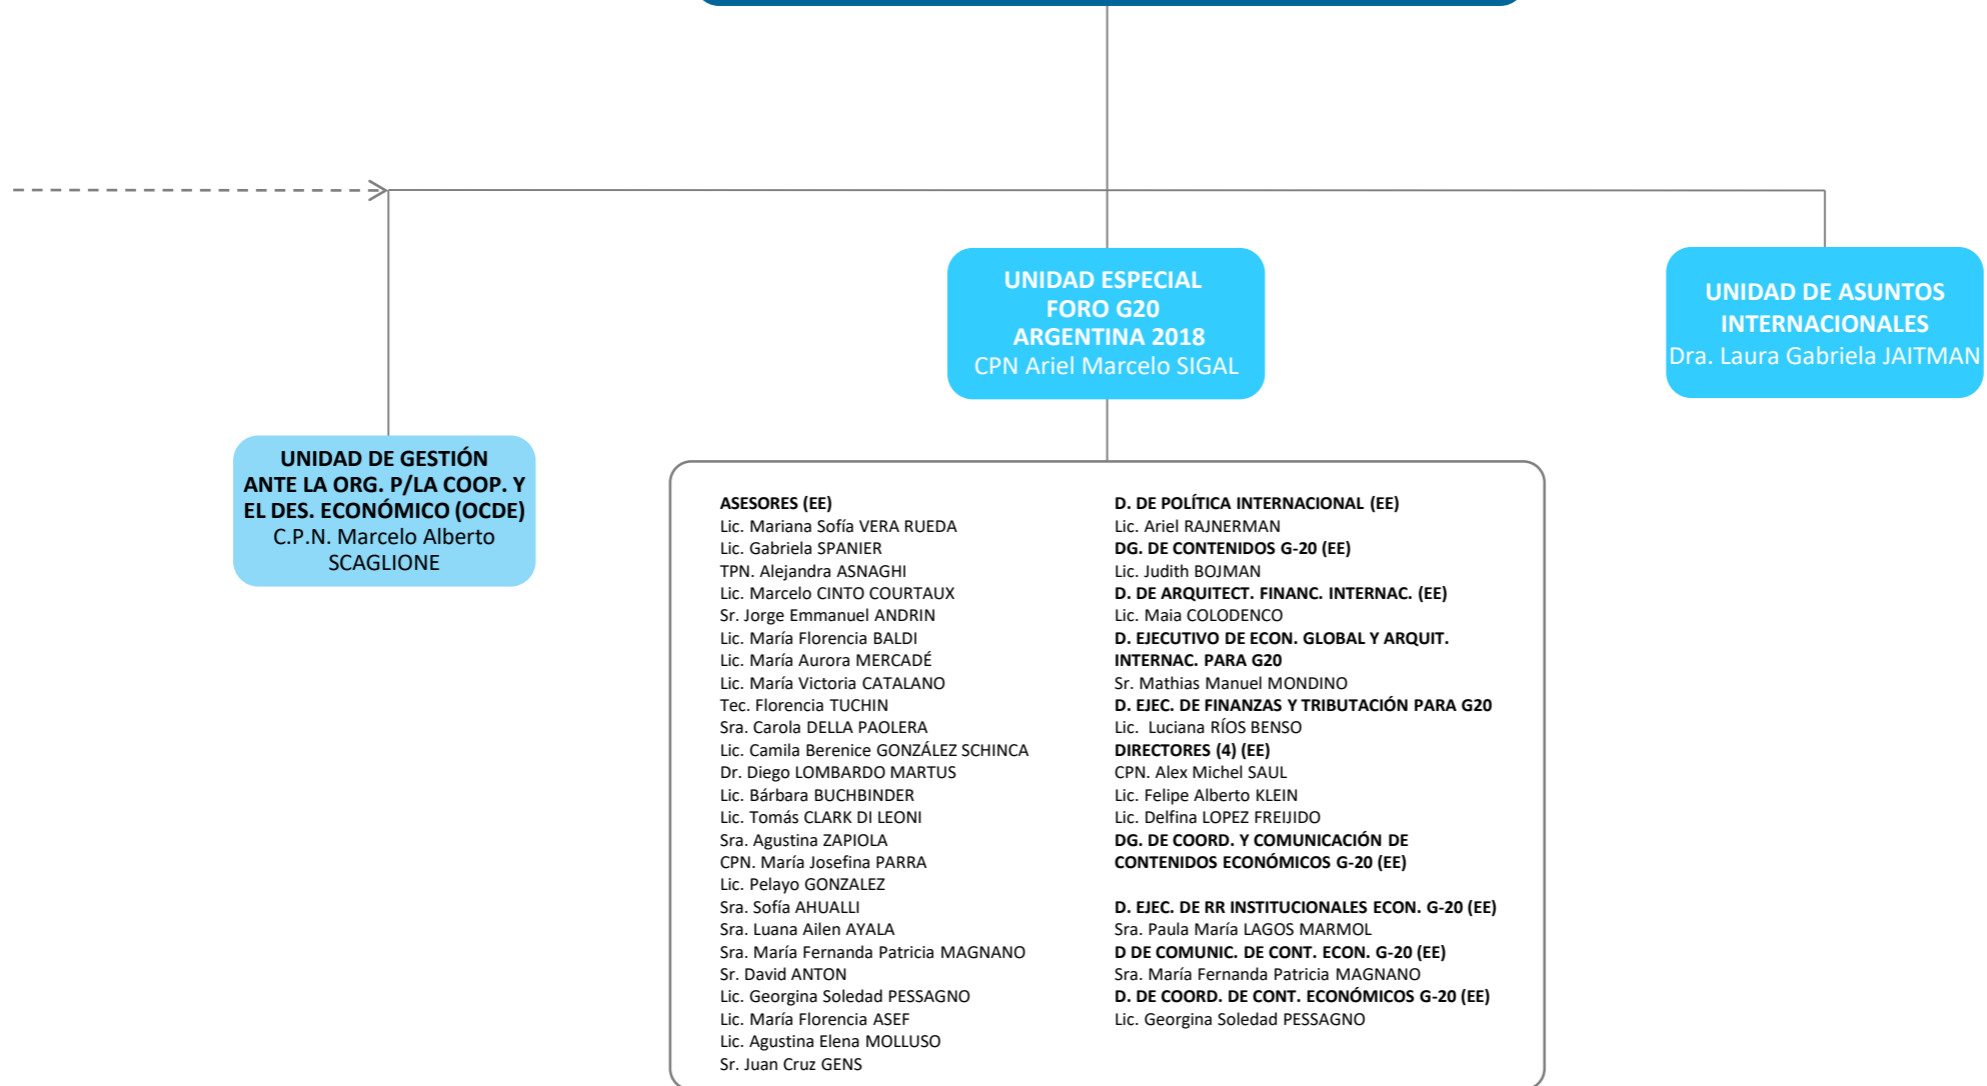 UNIDAD ESPECIAL
FORO G20
ARGENTINA 2018
CPN Ariel Marcelo SIGAL
UNIDAD DE ASUNTOS
INTERNACIONALES
Dra. Laura Gabriela JAITMAN
UNIDAD DE GESTIÓN
ANTE LA ORG. P/LA COOP. Y
EL DES. ECONÓMICO (OCDE)
C.P.N. Marcelo Alberto
SCAGLIONE
ASESORES (EE)
Lic. Mariana Sofía VERA RUEDA
Lic. Gabriela SPANIER
TPN. Alejandra ASNAGHI
Lic. Marcelo CINTO COURTAUX
Sr. Jorge Emmanuel ANDRIN
Lic. María Florencia BALDI
Lic. María Aurora MERCADÉ
Lic. María Victoria CATALANO
Tec. Florencia TUCHIN
Sra. Carola DELLA PAOLERA
Lic. Camila Berenice GONZÁLEZ SCHINCA
Dr. Diego LOMBARDO MARTUS
Lic. Bárbara BUCHBINDER
Lic. Tomás CLARK DI LEONI
Sra. Agustina ZAPIOLA
CPN. María Josefina PARRA
Lic. Pelayo GONZALEZ
Sra. Sofía AHUALLI
Sra. Luana Ailen AYALA
Sra. María Fernanda Patricia MAGNANO
Sr. David ANTON
Lic. Georgina Soledad PESSAGNO
Lic. María Florencia ASEF
Lic. Agustina Elena MOLLUSO
Sr. Juan Cruz GENS
D. DE POLÍTICA INTERNACIONAL (EE)
Lic. Ariel RAJNERMAN
DG. DE CONTENIDOS G-20 (EE)
Lic. Judith BOJMAN
D. DE ARQUITECT. FINANC. INTERNAC. (EE)
Lic. Maia COLODENCO
D. EJECUTIVO DE ECON. GLOBAL Y ARQUIT.
INTERNAC. PARA G20
Sr. Mathias Manuel MONDINO
D. EJEC. DE FINANZAS Y TRIBUTACIÓN PARA G20
Lic. Luciana RÍOS BENSO
DIRECTORES (4) (EE)
CPN. Alex Michel SAUL
Lic. Felipe Alberto KLEIN
Lic. Delfina LOPEZ FREIJIDO
DG. DE COORD. Y COMUNICACIÓN DE
CONTENIDOS ECONÓMICOS G-20 (EE)
D. EJEC. DE RR INSTITUCIONALES ECON. G-20 (EE)
Sra. Paula María LAGOS MARMOL
D DE COMUNIC. DE CONT. ECON. G-20 (EE)
Sra. María Fernanda Patricia MAGNANO
D. DE COORD. DE CONT. ECONÓMICOS G-20 (EE)
Lic. Georgina Soledad PESSAGNO